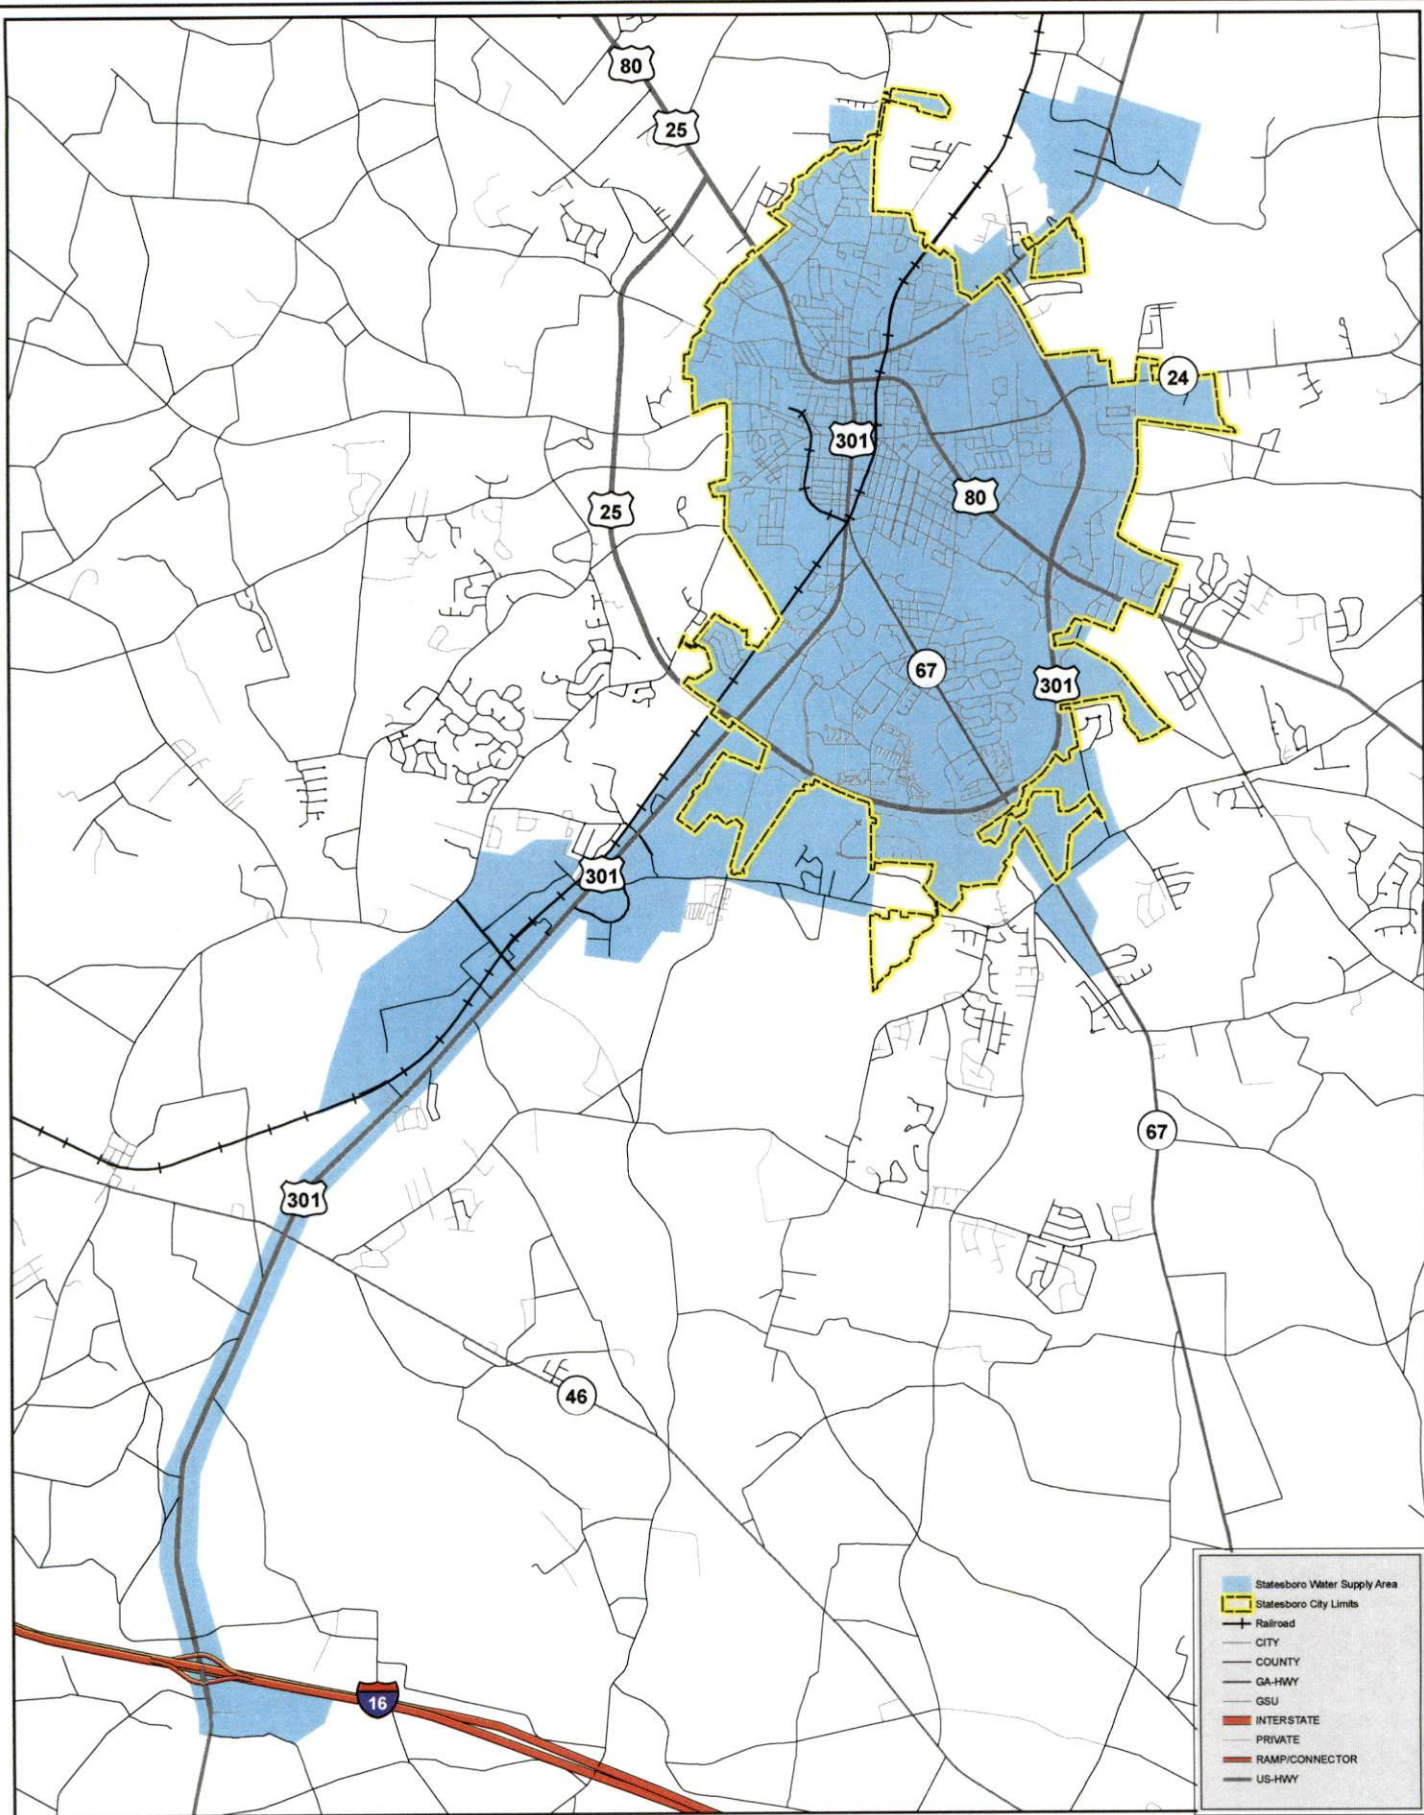 80
25
24
301
25
80
67
301
301
67
301
46
16
Statesboro Water Supply Area
Statesboro City Limits
Railroad
CITY
COUNTY
GA-HWY
GSU
INTERSTATE
PRIVATE
RAMP/CONNECTOR
US-HWY